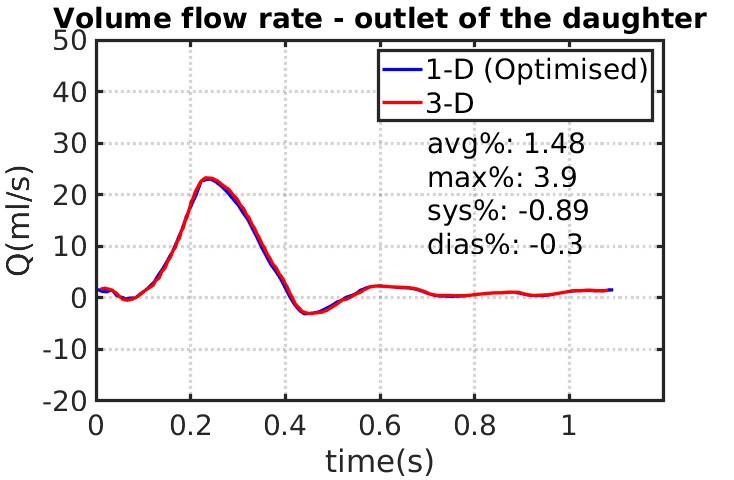 Volume flow rate - outlet of the daughter
50
40
30
20
10
0
-10
-20
Q(ml/s)
1-D (Optimised)
3-D
avg%: 1.48
max%: 3.9
sys%: -0.89
dias%: -0.3
0 0.2 0.4 0.6 0.8 1
time(s)